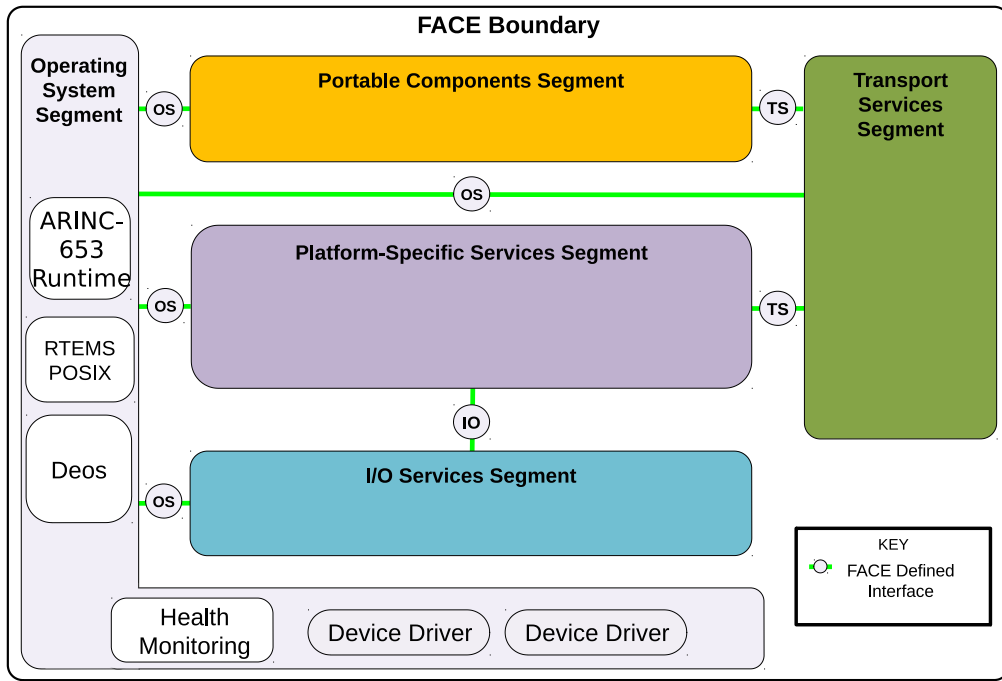 FACE Boundary
Operating
System
Segment
Portable Components Segment
Transport
Services
Segment
OS
TS
OS
ARINC-
653
Runtime
Platform-Specific Services Segment
OS
TS
RTEMS
POSIX
IO
Deos
I/O Services Segment
OS
KEY
FACE Defined
Interface
Health
Monitoring
Device Driver
Device Driver